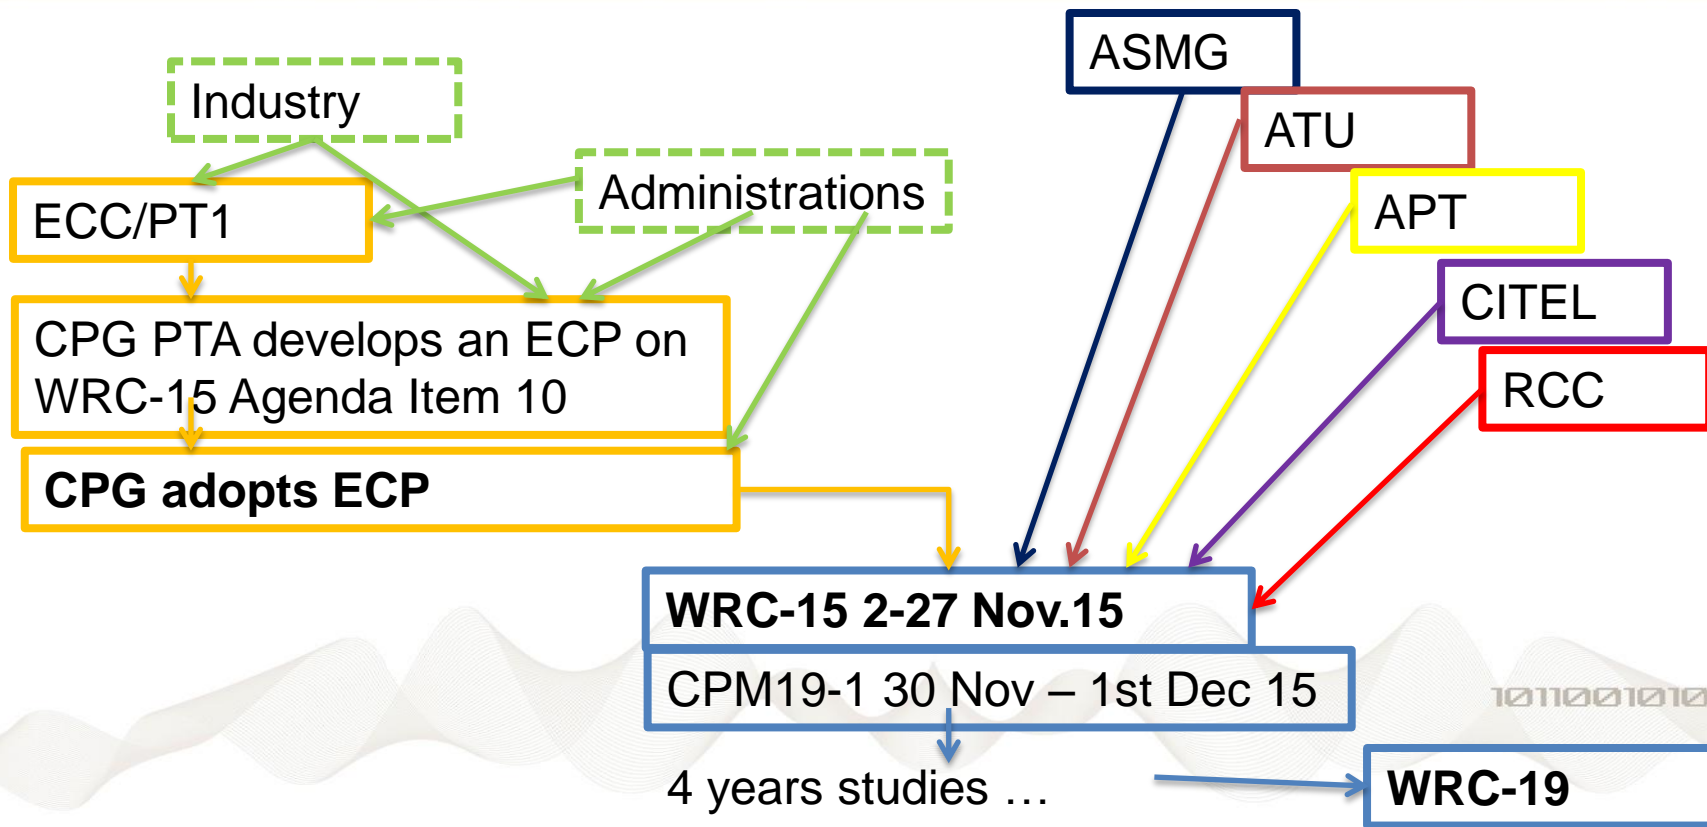 ASMG
Industry
ATU
Administrations
ECC/PT1
APT
CITEL
CPG PTA develops an ECP on
WRC-15 Agenda Item 10
RCC
CPG adopts ECP
WRC-15 2-27 Nov.15
CPM19-1 30 Nov – 1st Dec 15
1011001010
4 years studies ...
WRC-19